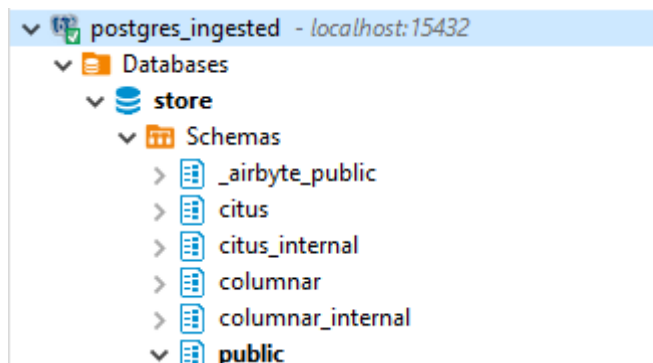 postgres_ingested - localhost:15432
Databases
store
Schemas
_airbyte_public
citus
citus_internal
columnar
columnar_internal
public